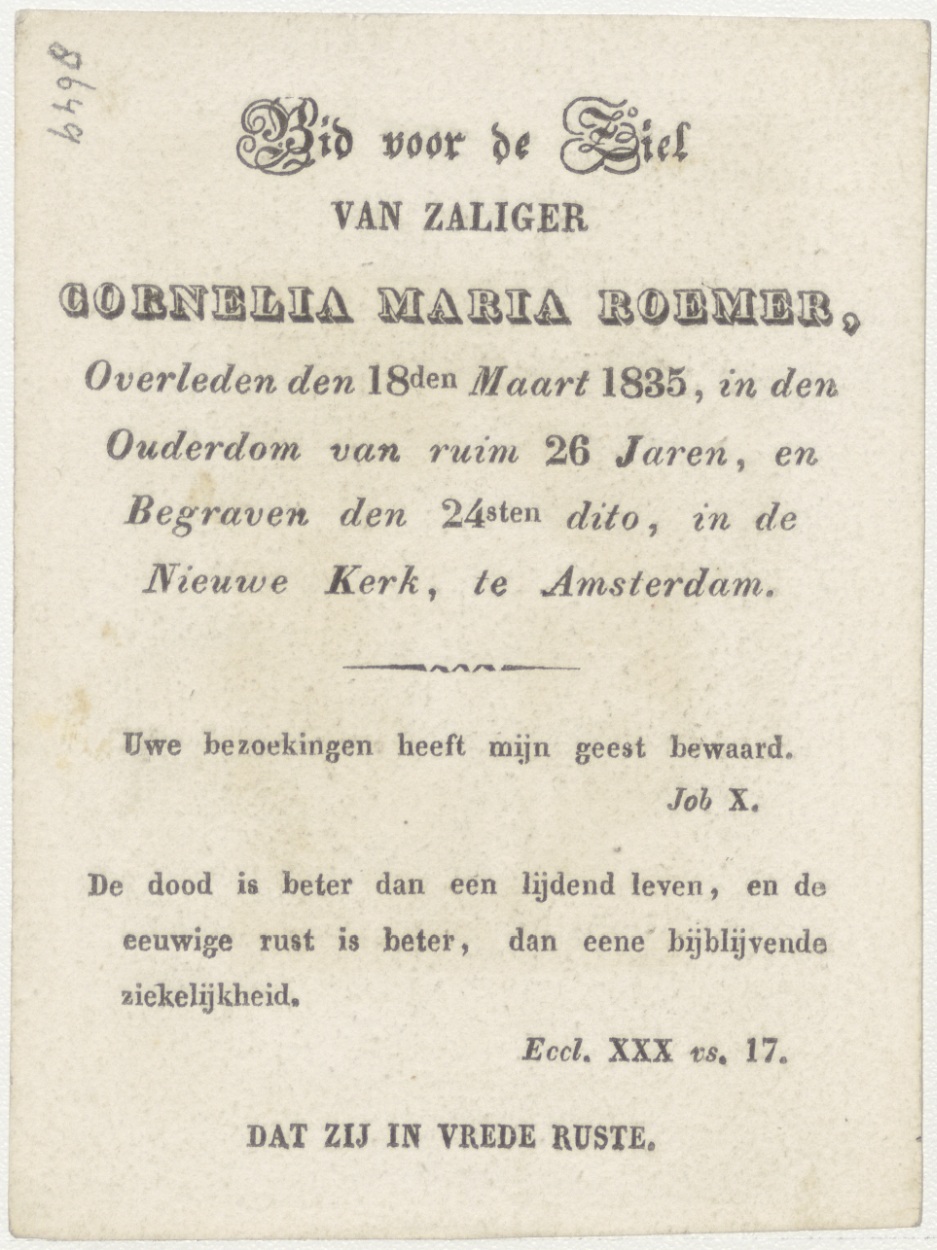 6498
Bid voor de Ziel
VAN ZALIGER
CORNELIA MARIA ROEMER,
Overleden den 18den Maart 1835, in den
Ouderdom van ruim 26 Jaren, en
Begraven den 24sten dito, in de
Nieuwe Kerk, te Amsterdam.
Uwe bezoekingen heeft mijn geest bewaard.
Job X.
De dood is beter dan een lijdend leven, en de
eeuwige rust is beter, dan eene bijblijvende
ziekelijkheid.
Eccl. XXX vs. 17.
DAT ZIJ IN VREDE RUSTE.